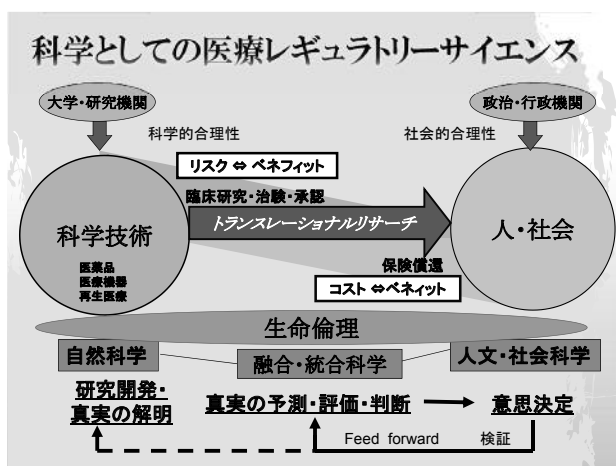 科学としての医療レギュラトリーサイエンス
大学・研究機関
政治・行政機関
科学的合理性
社会的合理性
リスク ⇔ ベネフィット
臨床研究・治験・承認
トランスレーショナルリサーチ
科学技術
医薬品
医療機器
再生医療
人・社会
保険償還
コスト ⇔ベネィット
生命倫理
自然科学
融合・統合科学
人文・社会科学
研究開発・
真実の解明
真実の予測・評価・判断
意思決定
Feed forward 検証